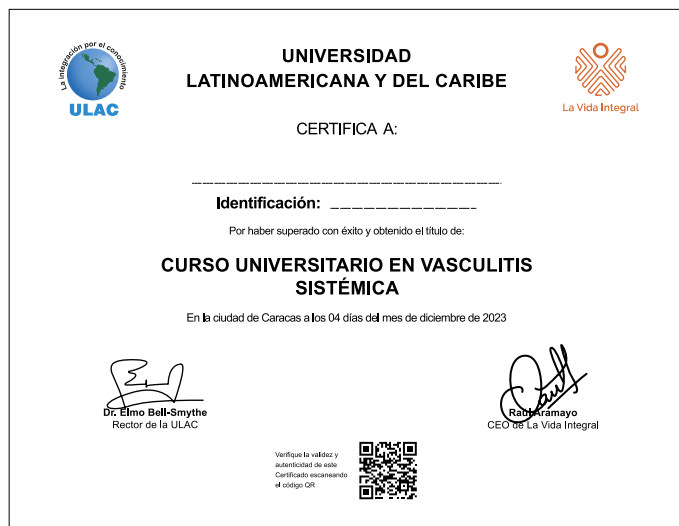 La integración por el conocimiento
ULAC
UNIVERSIDAD
LATINOAMERICANA Y DEL CARIBE
La Vida Integral
CERTIFICA A:
Identificación:
Por haber superado con éxito y obtenido el título de:
CURSO UNIVERSITARIO EN VASCULITIS
SISTÉMICA
En la ciudad de Caracas a los 04 días del mes de diciembre de 2023
Dr. Elmo Bell-Smythe
Rector de la ULAC
Raúl Aramayo
CEO de La Vida Integral
Verifique la validez y
autenticidad de este
Certificado escaneando
el código QR